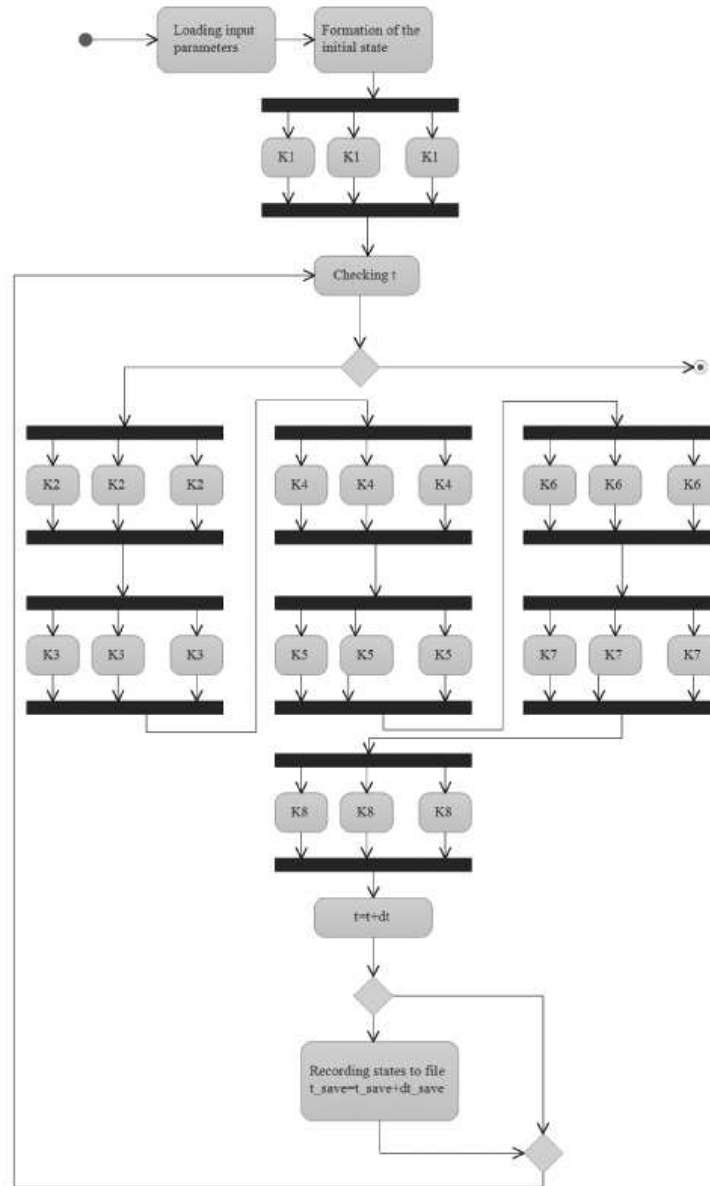 Loading input
parameters
Formation of the
initial state
K1 K1 K1
Checking t
K2 K2 K2
K4 K4 K4
K6 K6 K6
K3 K3 K3
K5 K5 K5
K7 K7 K7
K8 K8 K8
t=t+dt
Recording states to file
t_save=t_save+dt_save